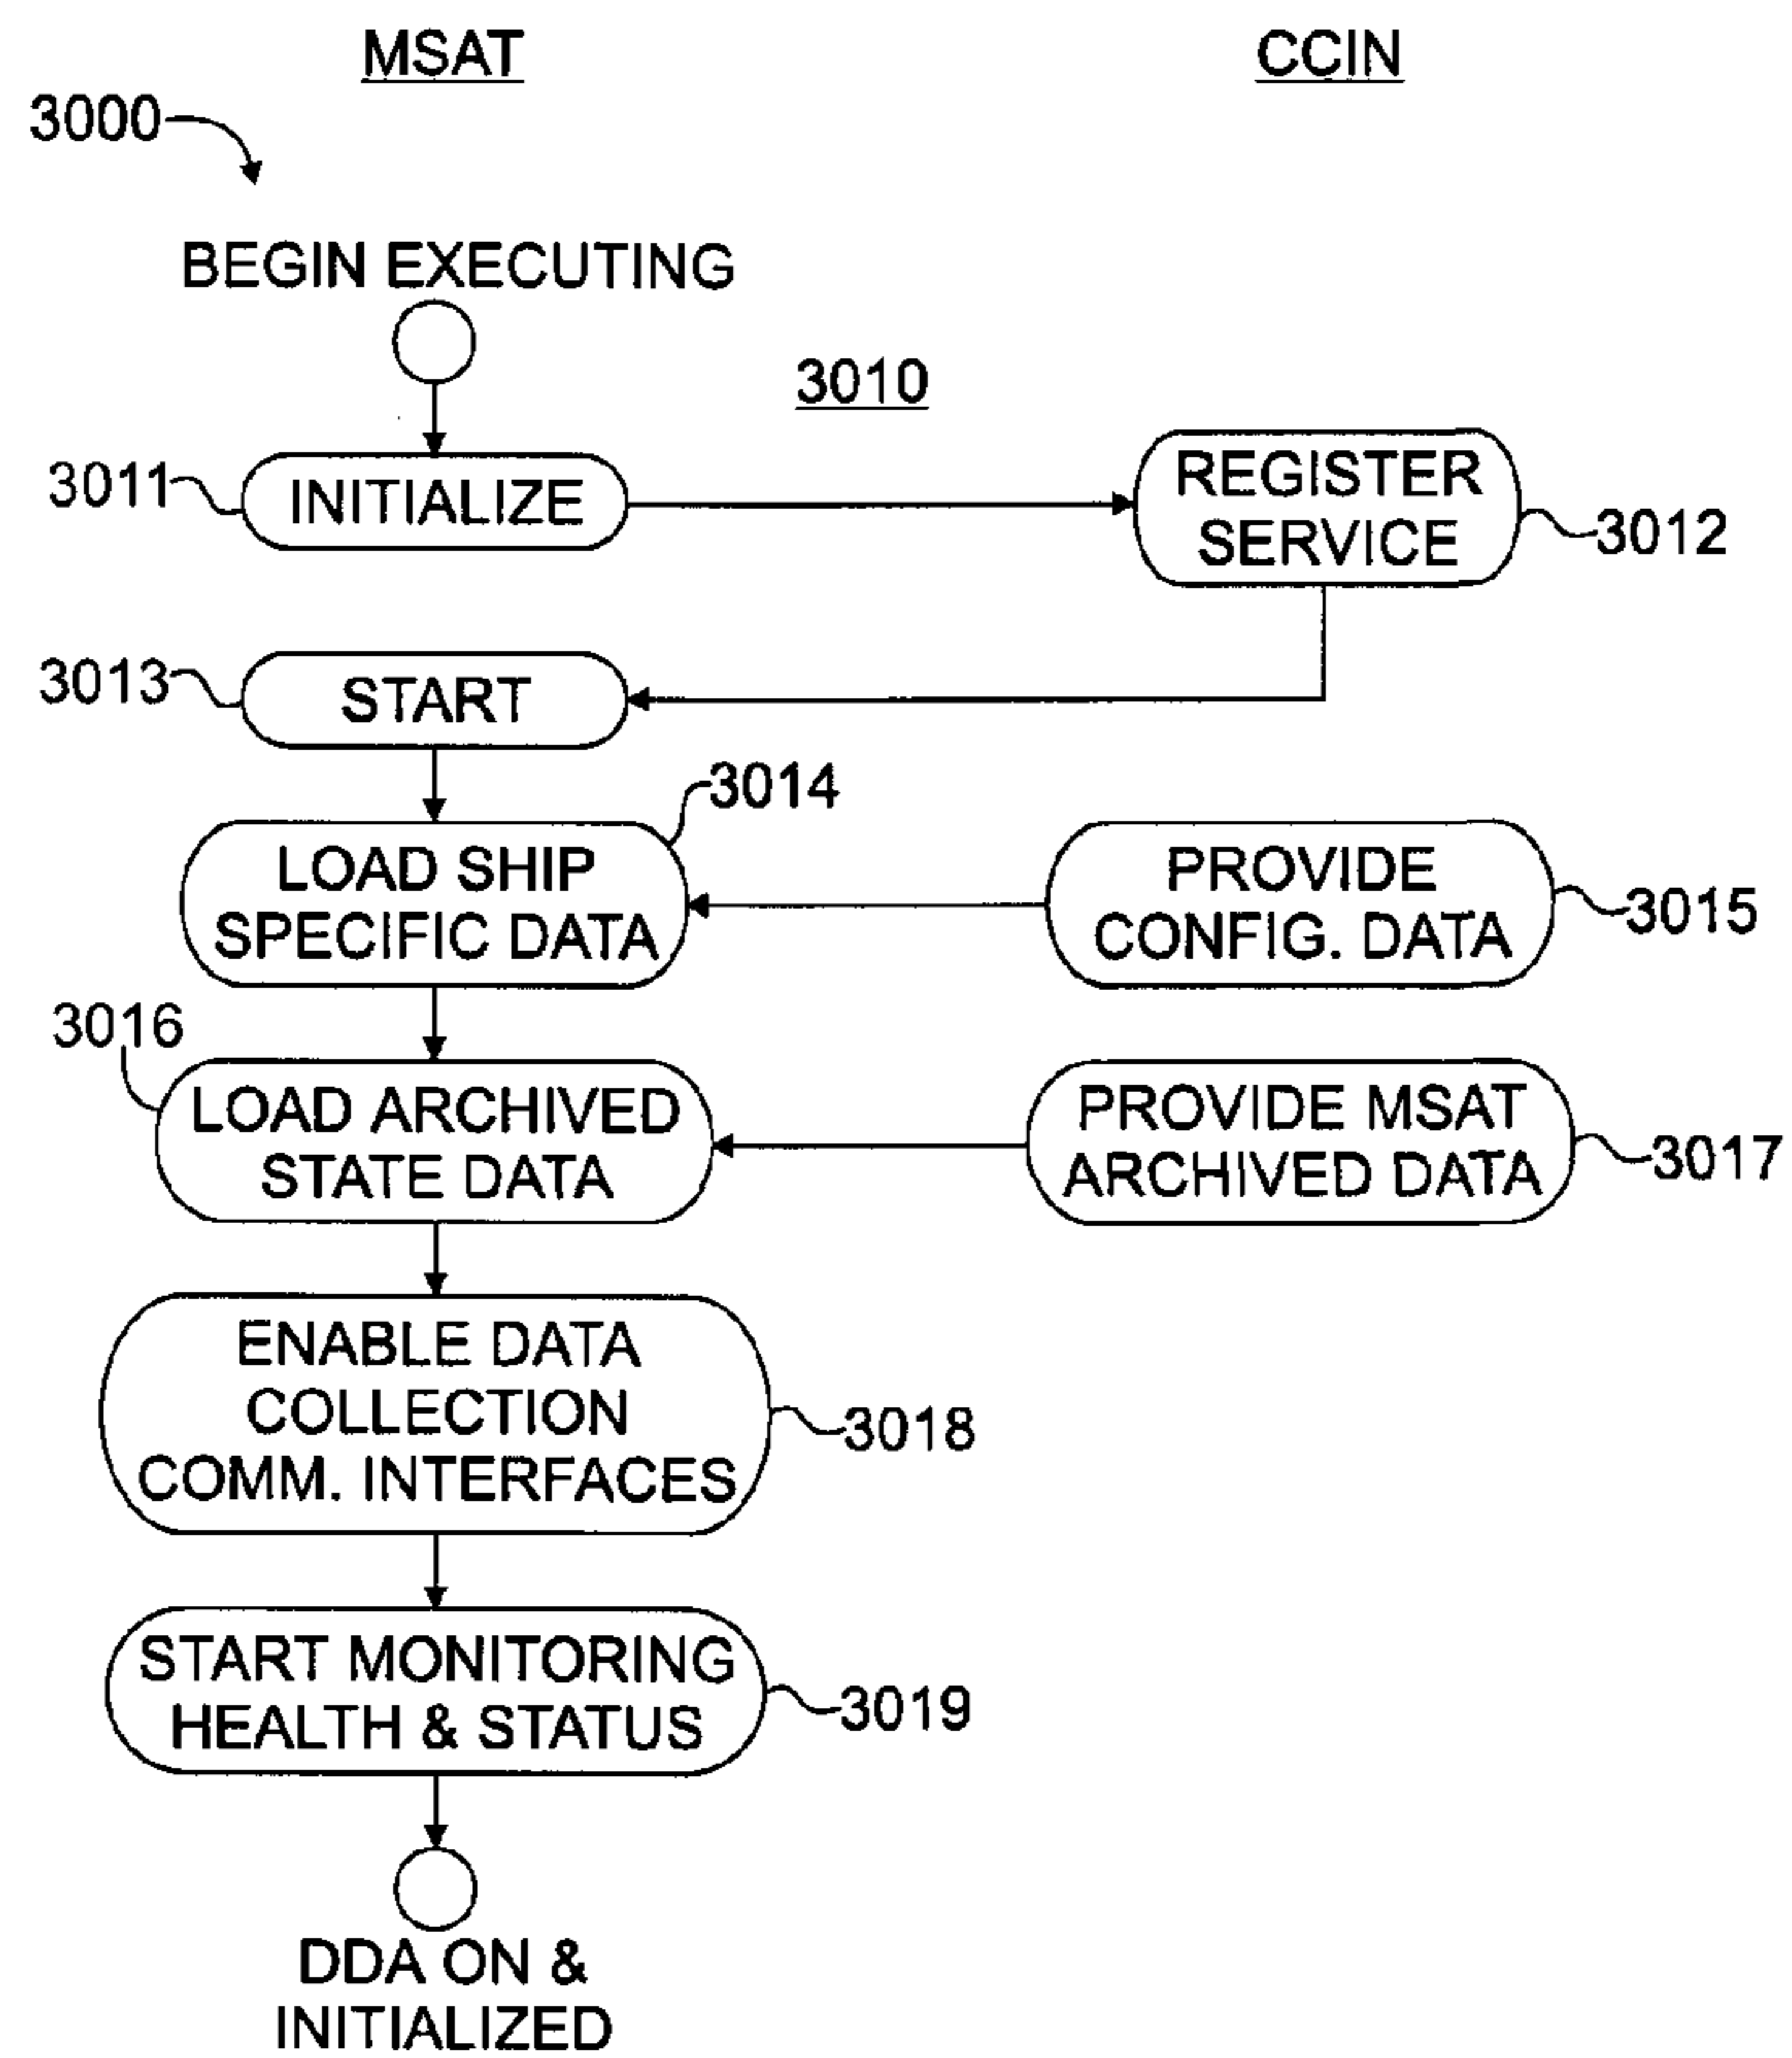 MSAT
CCIN
3000
BEGIN EXECUTING
3010
3011
INITIALIZE
REGISTER
SERVICE
3012
3013
START
3014
LOAD SHIP
SPECIFIC DATA
PROVIDE
CONFIG. DATA
3015
3016
LOAD ARCHIVED
STATE DATA
PROVIDE MSAT
ARCHIVED DATA
3017
ENABLE DATA
COLLECTION
COMM. INTERFACES
3018
START MONITORING
HEALTH & STATUS
3019
DDA ON &
INITIALIZED